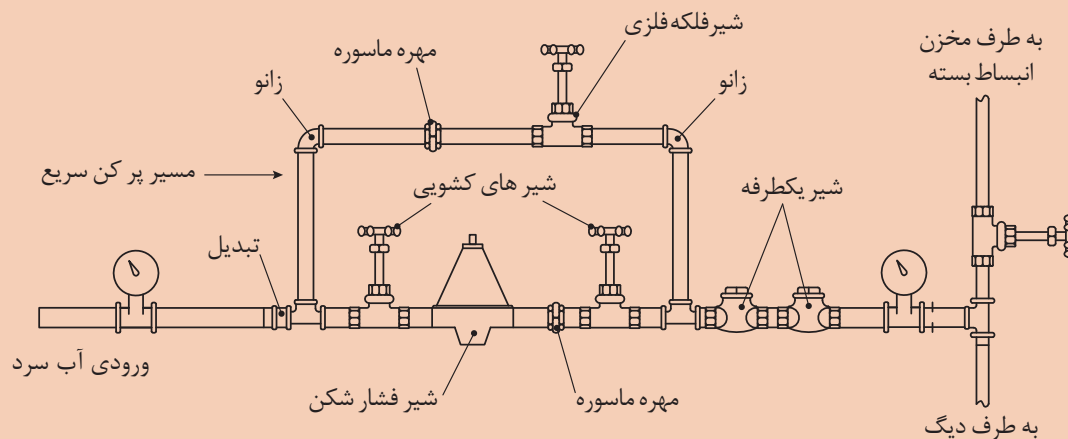 به طرف مخزن
انبساط بسته
شیرفلکه فلزی
مهره ماسوره
زانو
زانو
مسیر پر کن سریع
شیر های کشویی
شیر یکطرفه
تبدیل
ورودی آب سرد
شیر فشار شکن
مهره ماسوره
به طرف دیگ